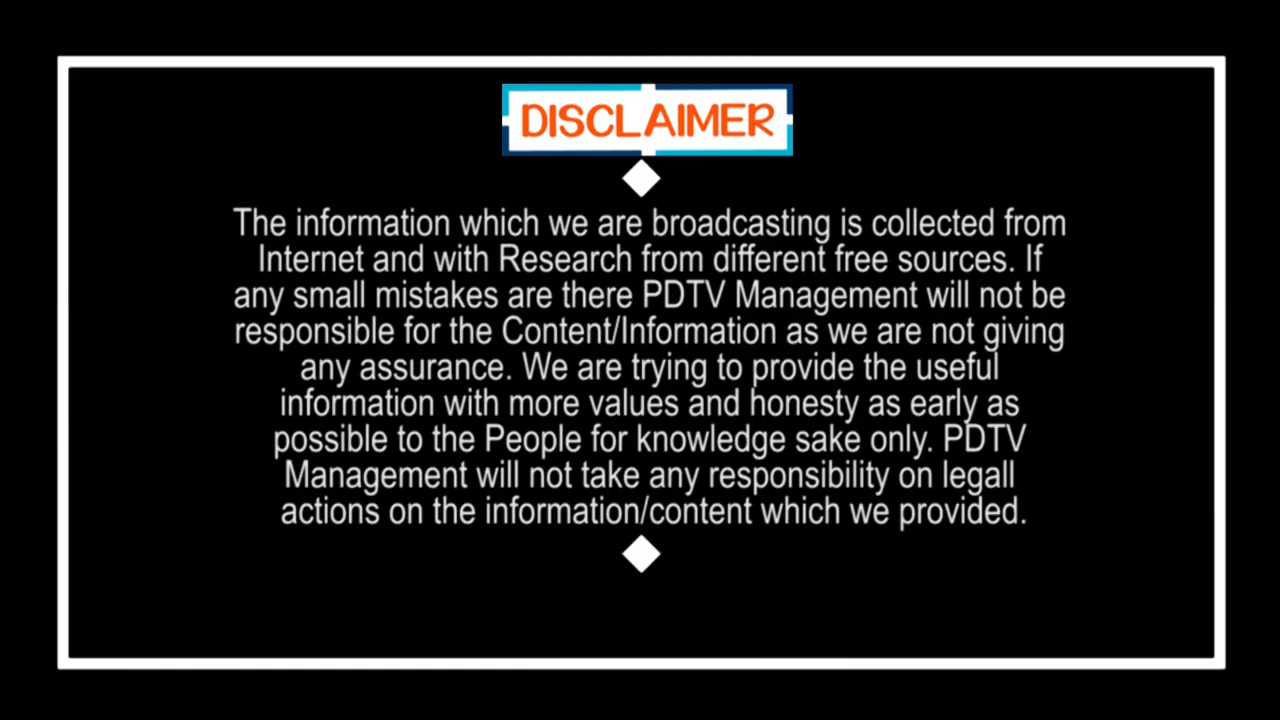 DISCLAIMER
The information which we are broadcasting is collected from
Internet and with Research from different free sources. If
any small mistakes are there PDTV Management will not be
responsible for the Content/Information as we are not giving
any assurance. We are trying to provide the useful
information with more values and honesty as early as
possible to the People for knowledge sake only. PDTV
Management will not take any responsibility on legall
actions on the information/content which we provided.